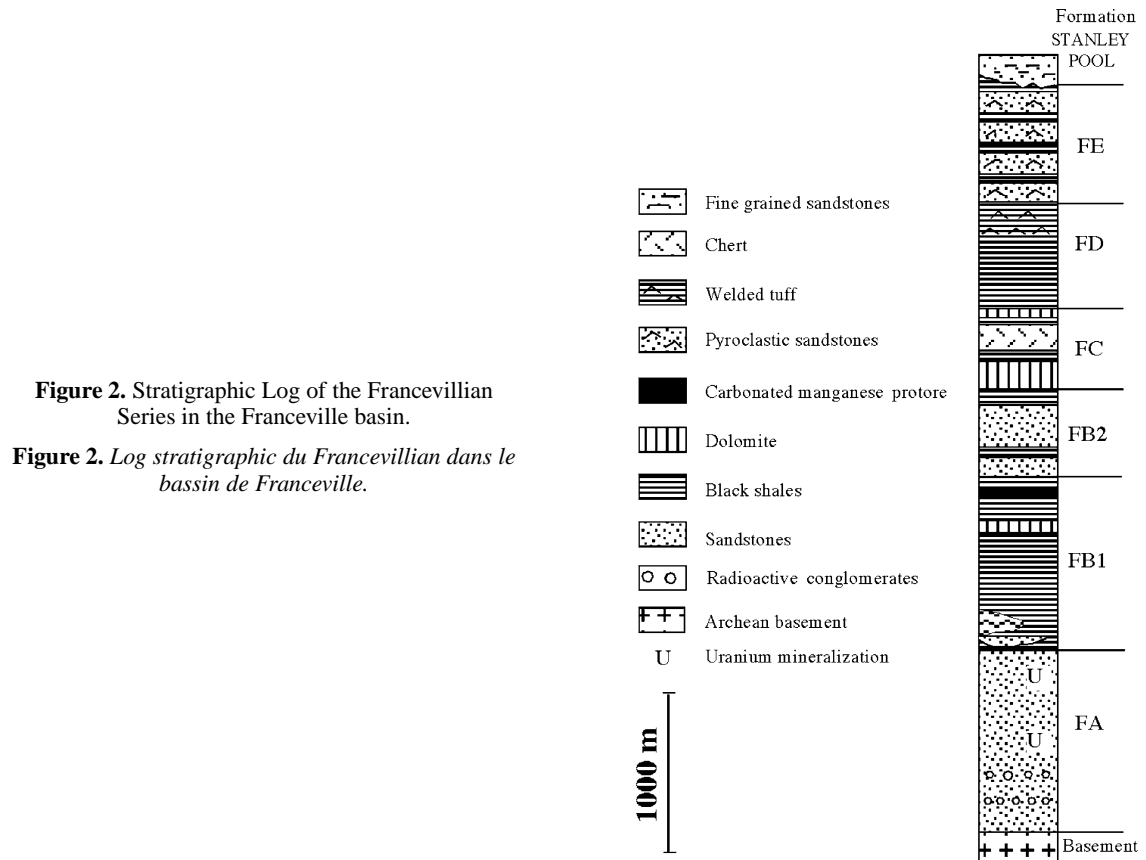 Figure 2. Stratigraphic Log of the Francevillian
Series in the Franceville basin.
Figure 2. Log stratigraphic du Francevillian dans le
bassin de Franceville.
Fine grained sandstones
Chert
Welded tuff
Pyroclastic sandstones
Carbonated manganese protore
Dolomite
Black shales
Sandstones
Radioactive conglomerates
Archean basement
U Uranium mineralization
1000 m
Formation
STANLEY
POOL
FE
FD
FC
FB2
FB1
U
FA
U
Basement